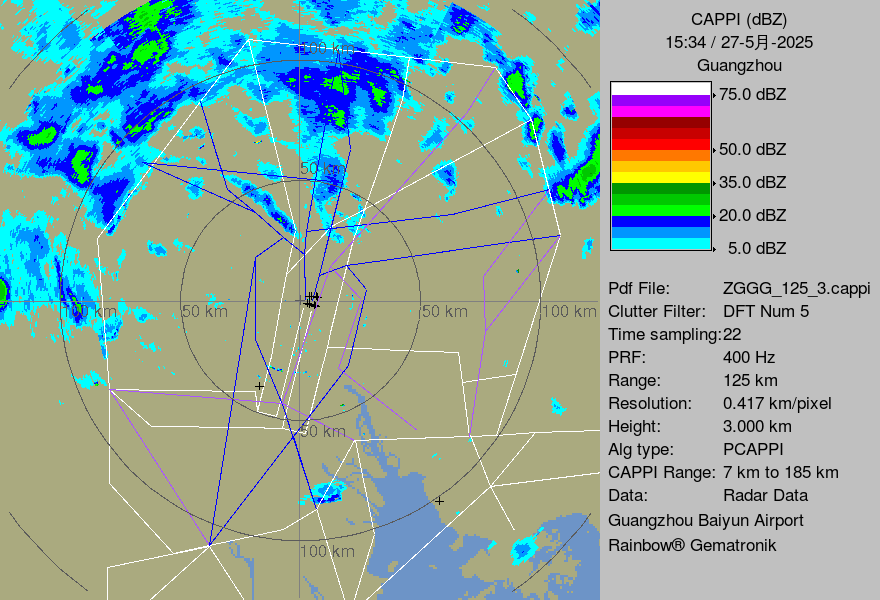 CAPPI (dBZ)
15:34 / 27-5月-2025
Guangzhou
75.0 dBZ
50.0 dBZ
35.0 dBZ
20.0 dBZ
5.0 dBZ
Pdf File: ZGGG_125_3.cappi
Clutter Filter: DFT Num 5
Time sampling:22
PRF: 400 Hz
Range: 125 km
Resolution: 0.417 km/pixel
Height: 3.000 km
Alg type: PCAPPI
CAPPI Range: 7 km to 185 km
Data: Radar Data
Guangzhou Baiyun Airport
Rainbow® Gematronik
100 km
50 km
100 km
50 km
50 km
100 km
50 km
100 km